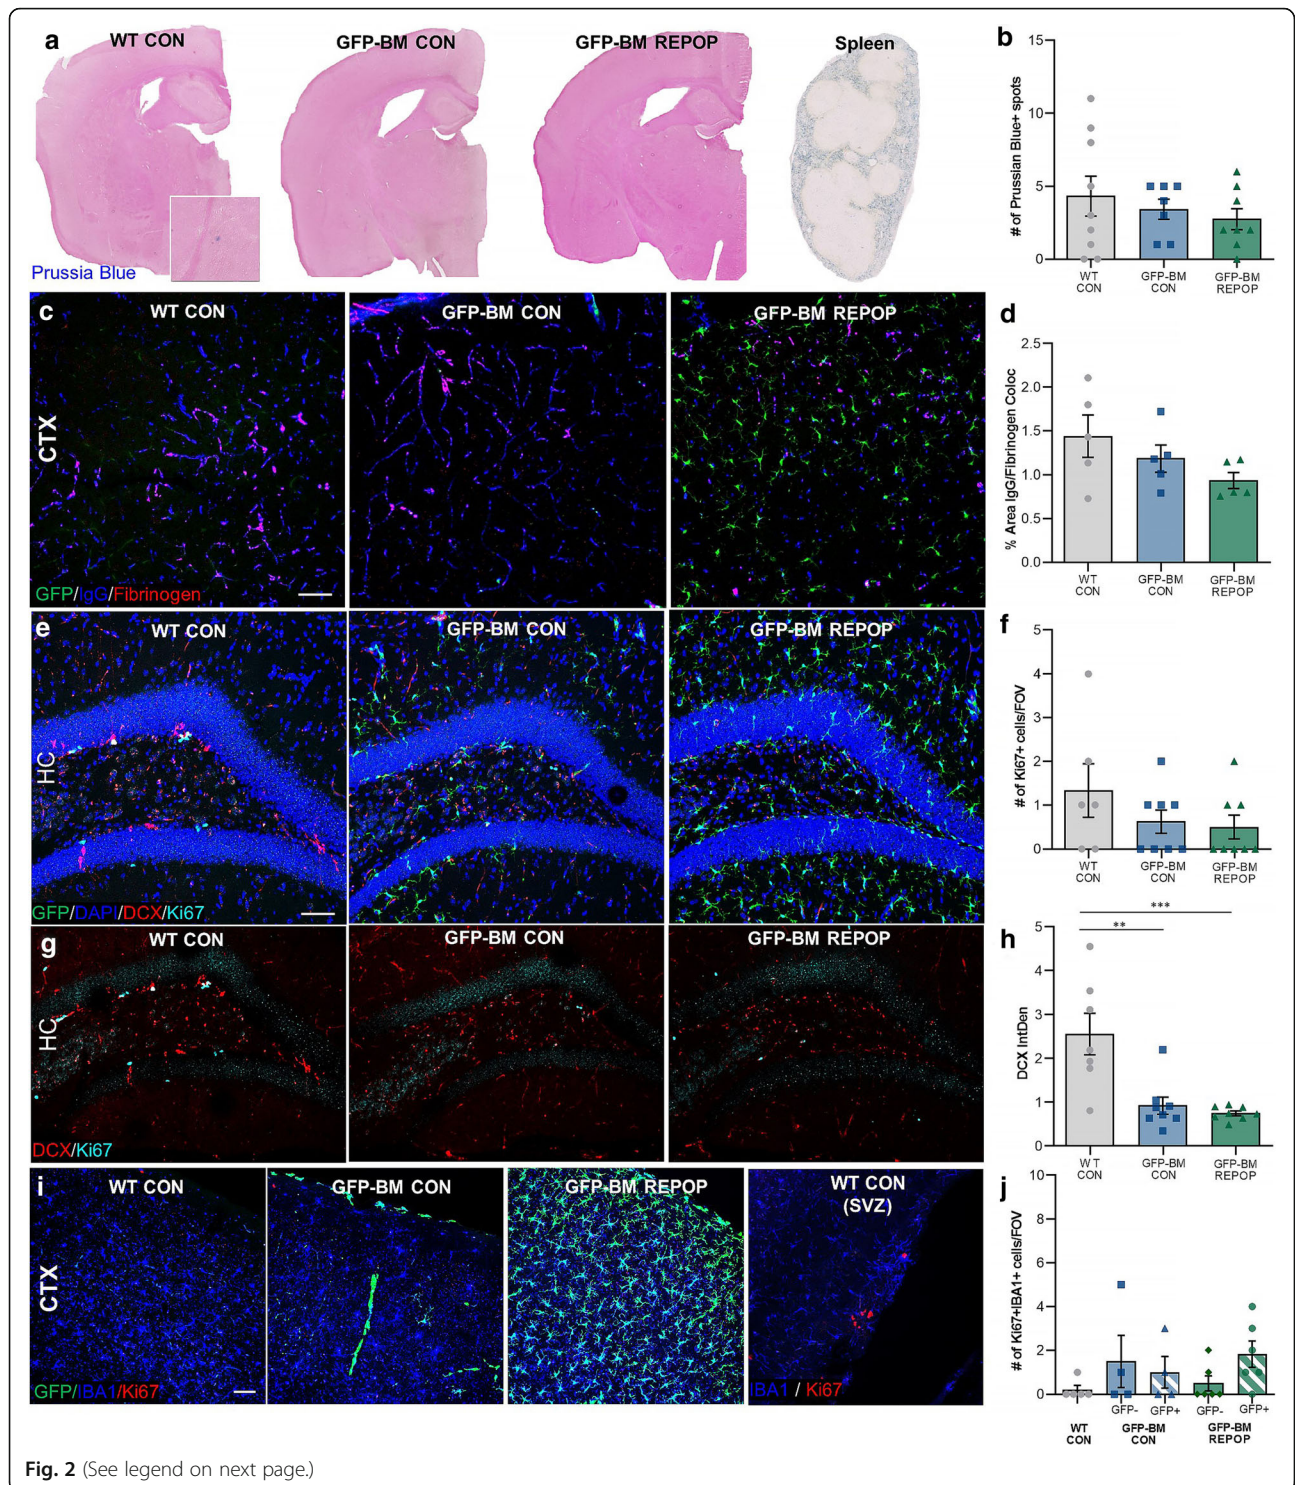 a
WT CON
GFP-BM CON
GFP-BM REPOP
Spleen
Prussia Blue
b
# of Prussian Blue+ spots
15
10
5
0
WT
CON
GFP-BM
CON
GFP-BM
REPOP
c
WT CON
GFP-BM CON
GFP-BM REPOP
CTX
GFP/IgG/Fibrinogen
d
% Area IgG/Fibrinogen Coloc
2.5
2.0
1.5
1.0
0.5
0.0
WT
CON
GFP-BM
CON
GFP-BM
REPOP
e
WT CON
GFP-BM CON
GFP-BM REPOP
HC
GFP/DAPI/DCX/Ki67
f
# of Ki67+ cells/FOV
5
4
3
2
1
0
WT
CON
GFP-BM
CON
GFP-BM
REPOP
g
WT CON
GFP-BM CON
GFP-BM REPOP
HC
DCX/Ki67
h
***
**
DCX IntDen
5
4
3
2
1
0
WT
CON
GFP-BM
CON
GFP-BM
REPOP
i
WT CON
GFP-BM CON
GFP-BM REPOP
WT CON
(SVZ)
CTX
GFP/IBA1/Ki67
IBA1 / Ki67
j
# of Ki67+IBA1+ cells/FOV
10
8
6
4
2
0
GFP-
GFP+
GFP-
GFP+
WT
CON
GFP-BM
CON
GFP-BM
REPOP
Fig. 2 (See legend on next page.)